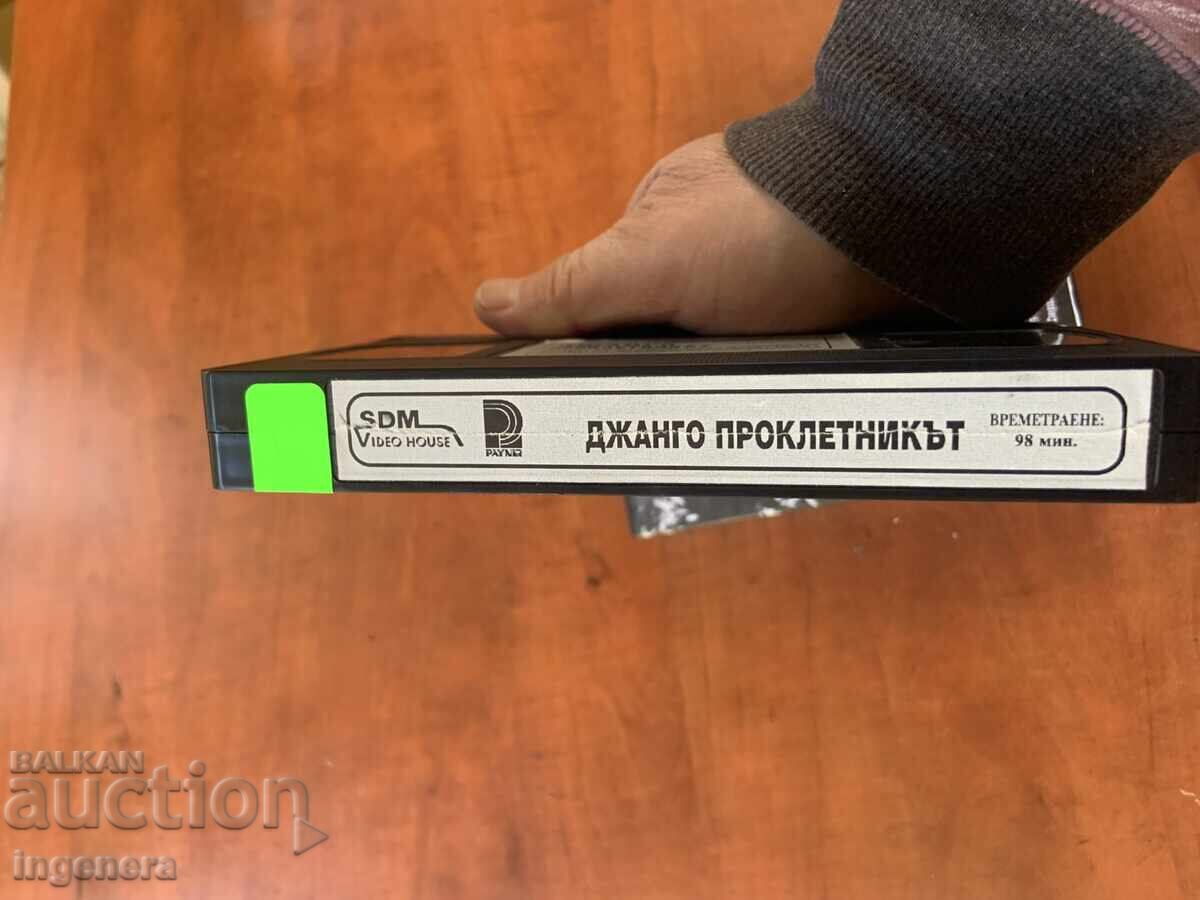 SDM
VIDEO HOUSE
PAYNER
ДЖАНГО ПРОКЛЕТНИКЪТ
ВРЕМЕТРАЕНЕ:
98 мин.
BALKAN
auction
ingenera